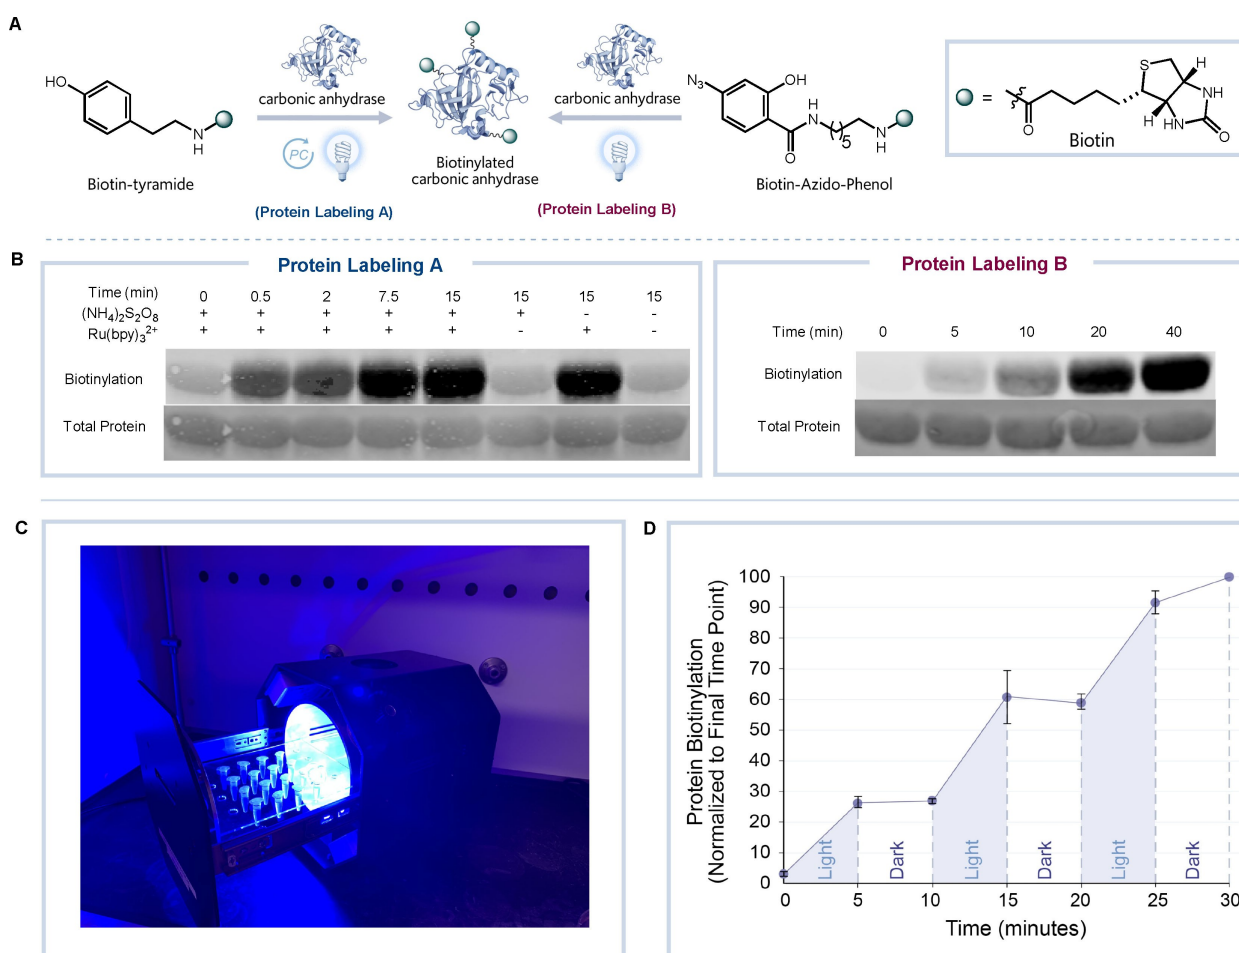 A
HO
N
H
Biotin-tyramide
carbonic anhydrase
PC
(Protein Labeling A)
Biotinylated
carbonic anhydrase
carbonic anhydrase
(Protein Labeling B)
N3
OH
O
H
N
5
N
H
Biotin-Azido-Phenol
=
O
S
H
H
NH
HN
O
Biotin
B
Protein Labeling A
Time (min) 0 0.5 2 7.5 15 15 15 15
(NH4)2S2O8 + + + + + + - -
Ru(bpy)3 2+ + + + + + - + -
Biotinylation
Total Protein
Protein Labeling B
Time (min) 0 5 10 20 40
Biotinylation
Total Protein
C
D
Protein Biotinylation
(Normalized to Final Time Point)
100
90
80
70
60
50
40
30
20
10
0
Light Dark Light Dark Light Dark
0 5 10 15 20 25 30
Time (minutes)